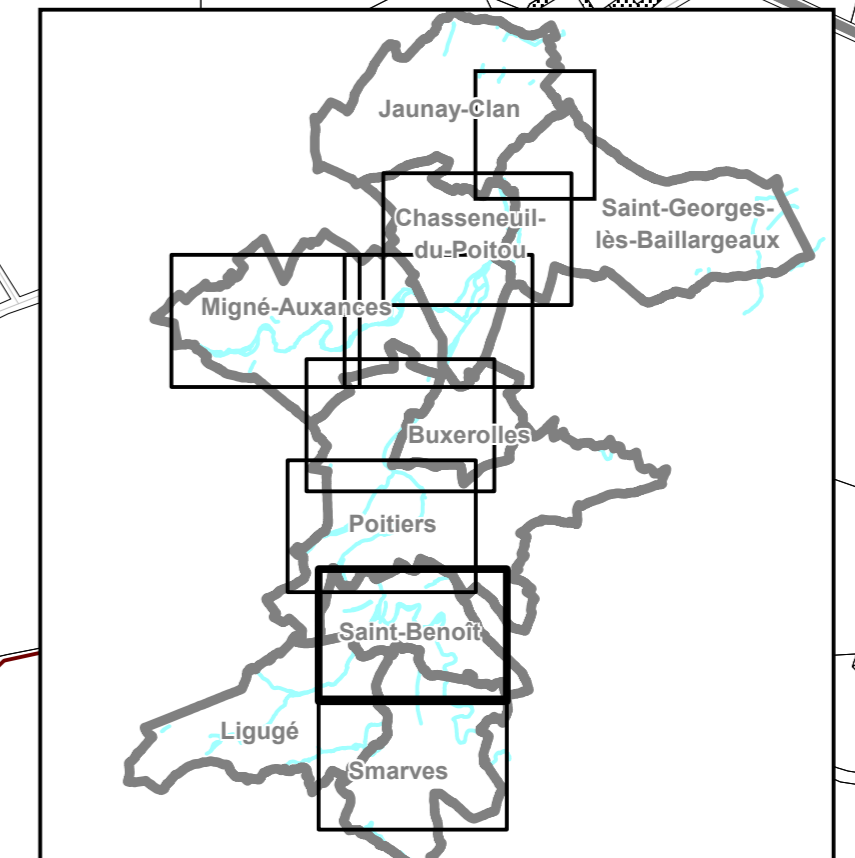 Jaunay-Clan
Chasseneuil-
du-Poitou
Saint-Georges-
lès-Baillargeaux
Migné-Auxances
Buxerolles
Poitiers
Saint-Benoît
Ligugé
Smarves